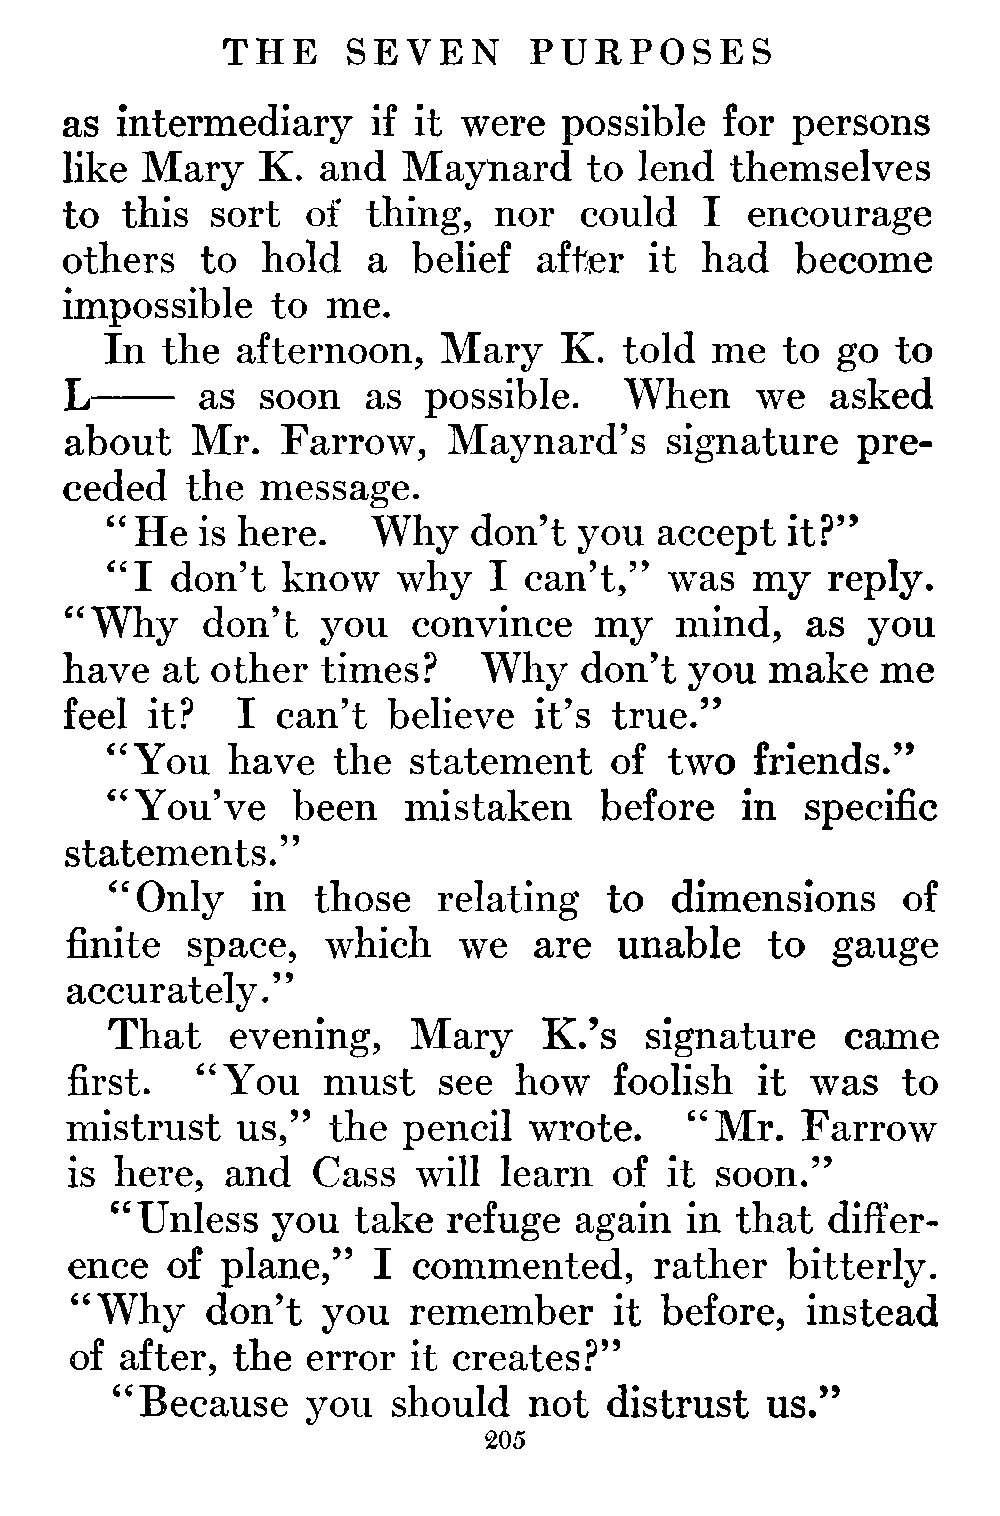 THE SEVEN PURPOSES
as intermediary if it were possible for persons
like Mary K. and Maynard to lend themselves
to this sort of thing, nor could I encourage
others to hold a belief after it had become
impossible to me.
In the afternoon, Mary K. told me to go to
L—— as soon as possible. When we asked
about Mr. Farrow, Maynard's signature pre-
ceded the message.
"He is here. Why don't you accept it?"
"I don't know why I can't," was my reply.
"Why don't you convince my mind, as you
have at other times? Why don't you make me
feel it? I can't believe it's true."
"You have the statement of two friends."
"You've been mistaken before in specific
statements."
"Only in those relating to dimensions of
finite space, which we are unable to gauge
accurately."
That evening, Mary K.'s signature came
first. "You must see how foolish it was to
mistrust us," the pencil wrote. "Mr. Farrow
is here, and Cass will learn of it soon."
"Unless you take refuge again in that differ-
ence of plane," I commented, rather bitterly.
"Why don't you remember it before, instead
of after, the error it creates?"
"Because you should not distrust us."
205